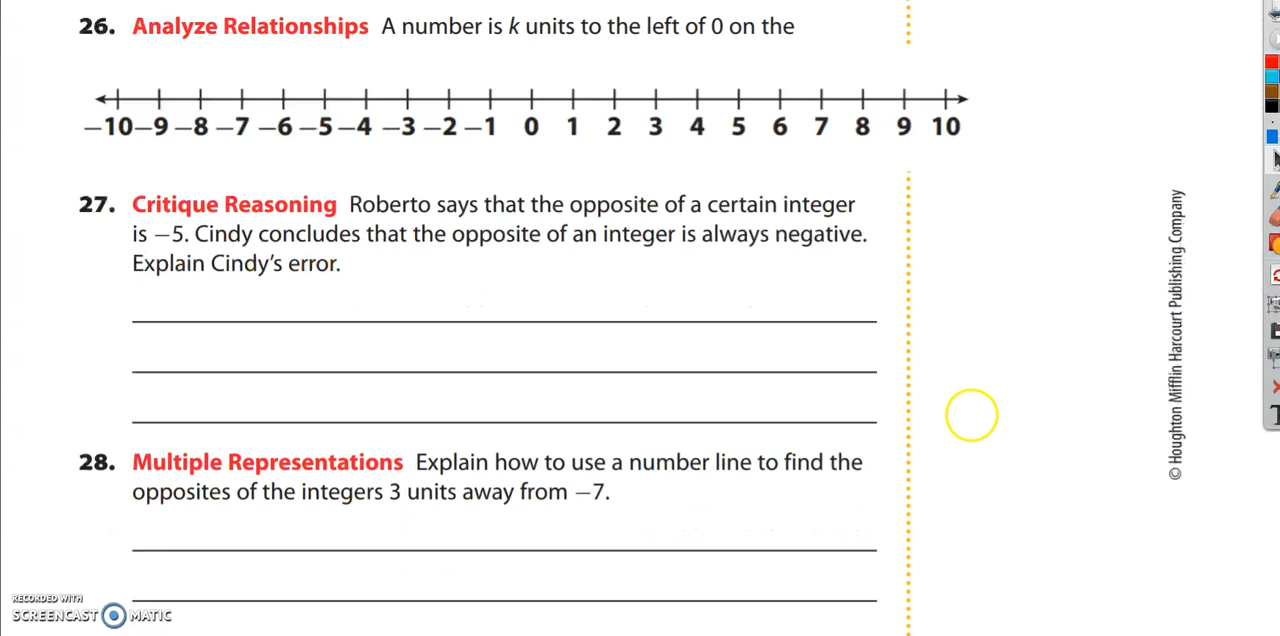 26. Analyze Relationships A number is k units to the left of 0 on the
−10 −9 −8 −7 −6 −5 −4 −3 −2 −1 0 1 2 3 4 5 6 7 8 9 10
27. Critique Reasoning Roberto says that the opposite of a certain integer
is −5. Cindy concludes that the opposite of an integer is always negative.
Explain Cindy's error.
28. Multiple Representations Explain how to use a number line to find the
opposites of the integers 3 units away from −7.
© Houghton Mifflin Harcourt Publishing Company
RECORDED WITH
SCREENCAST MATIC
T